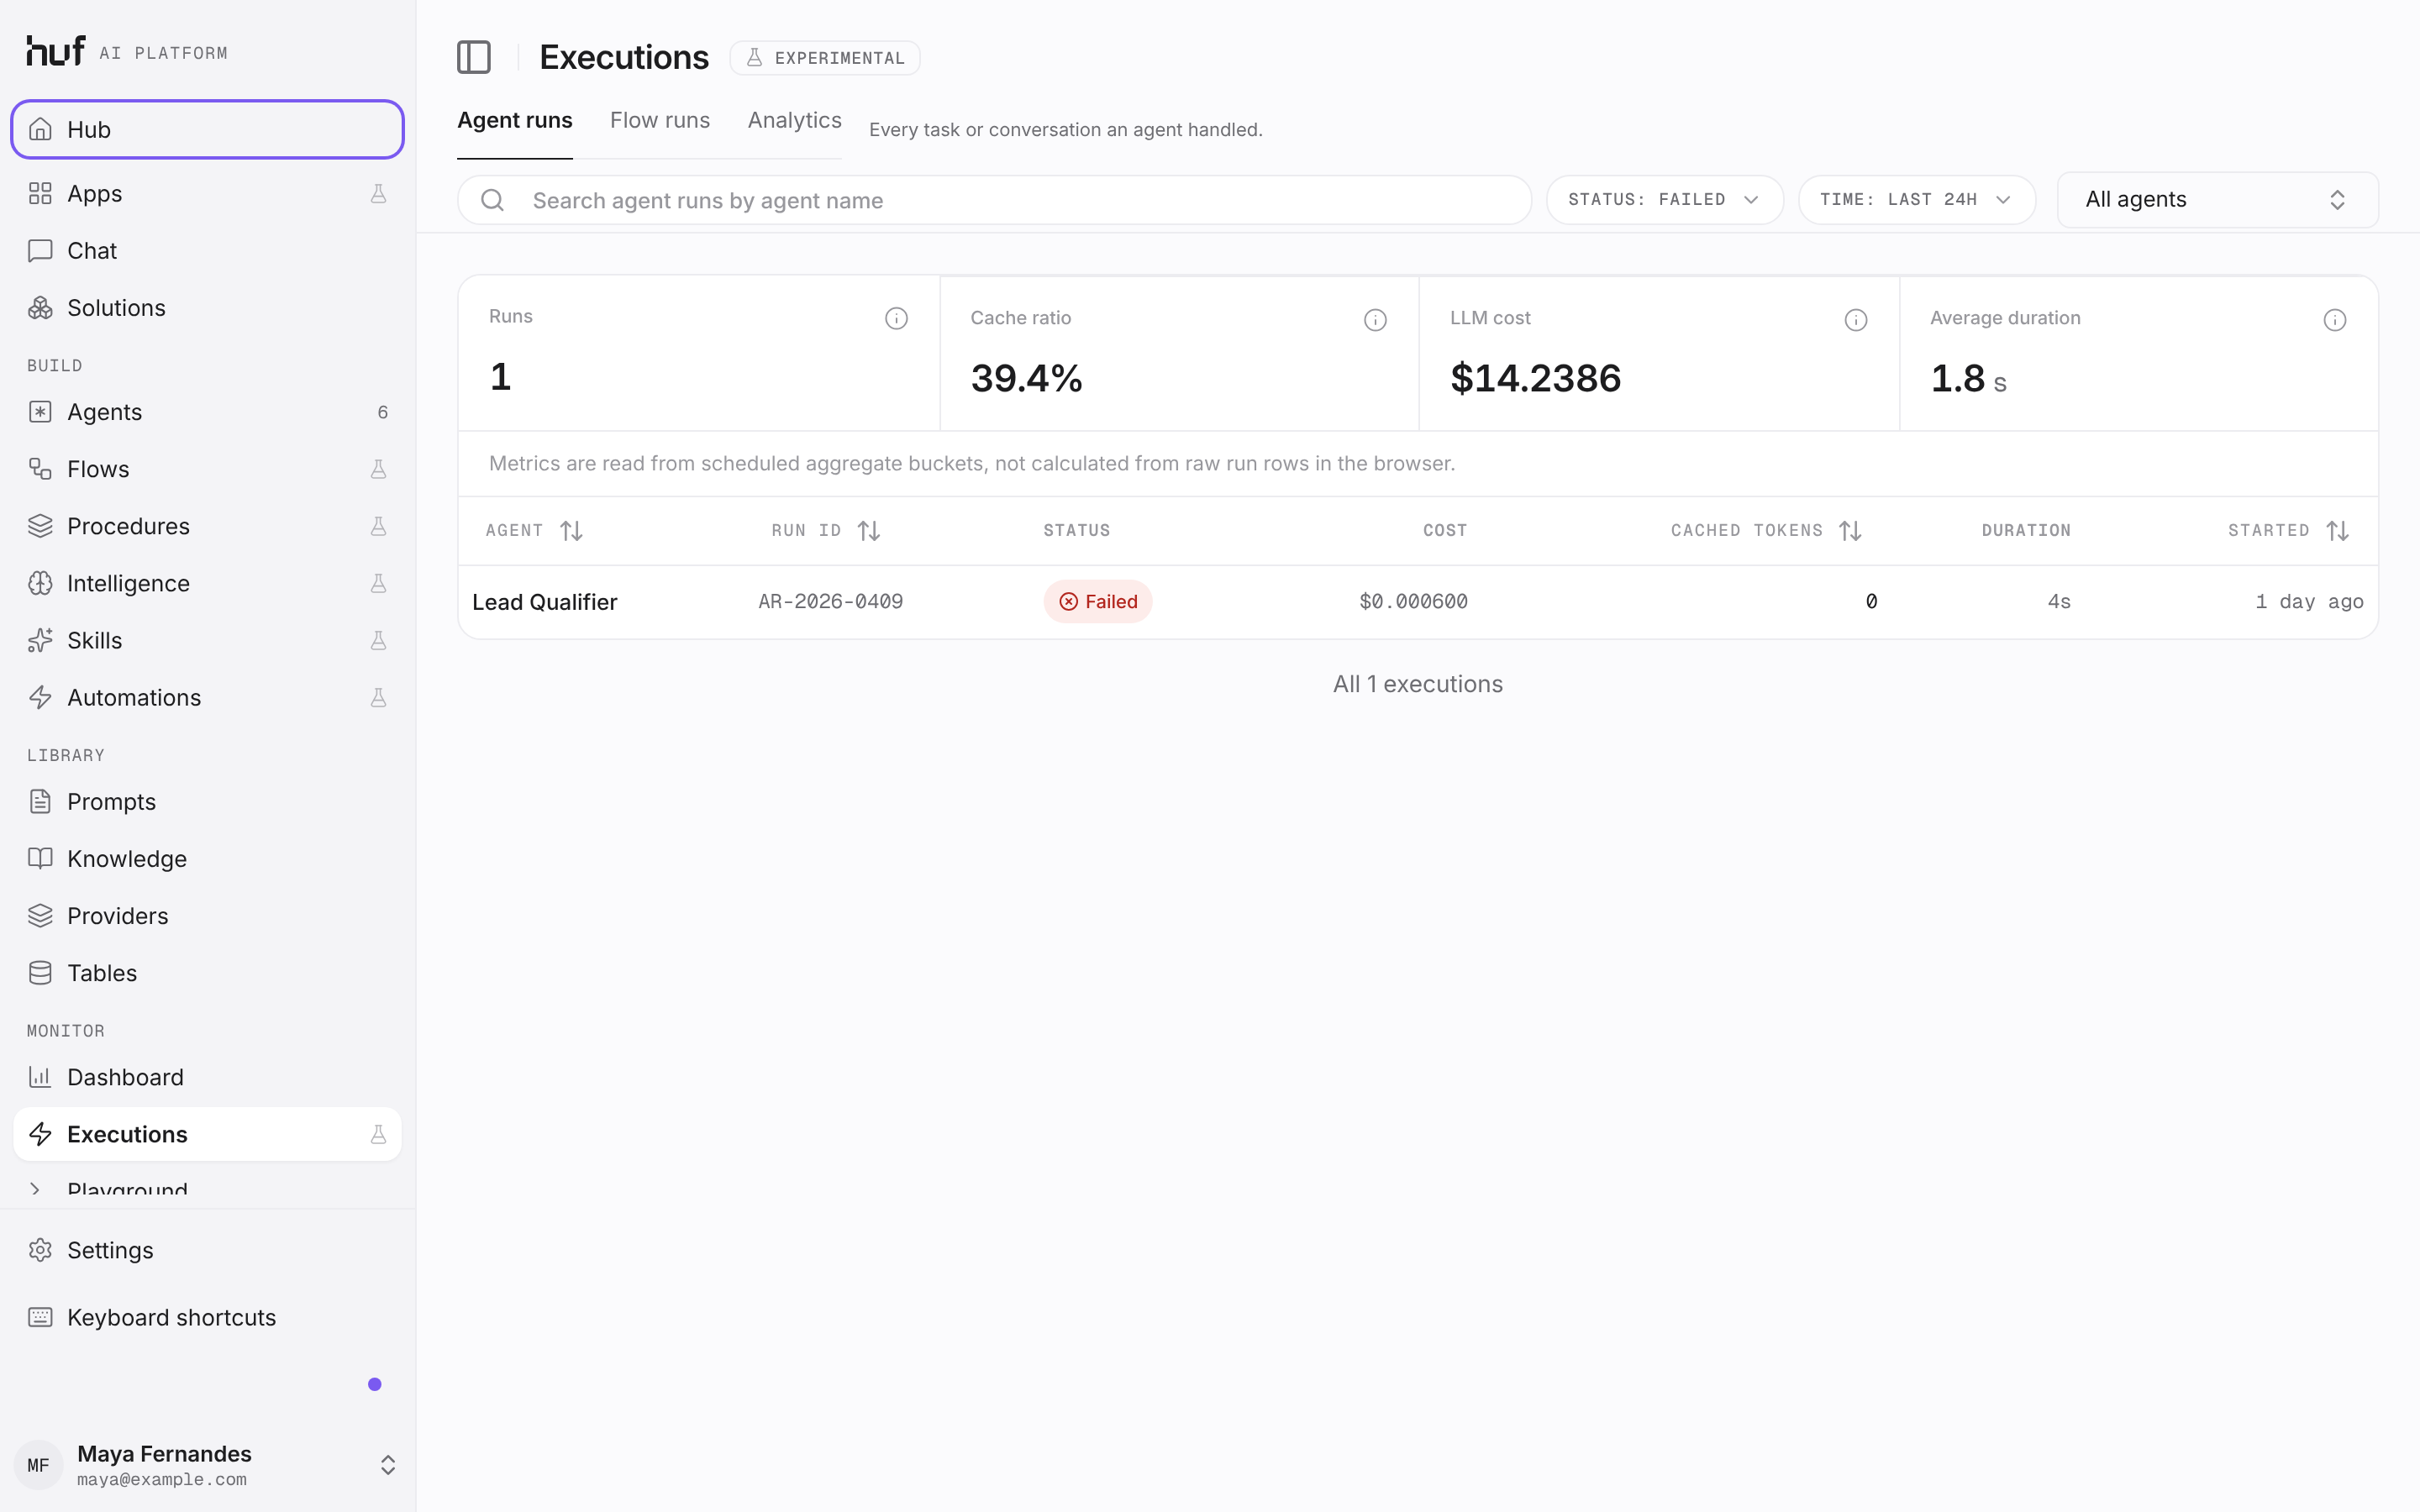 huf AI PLATFORM
Hub
Apps
Chat
Solutions
BUILD
Agents 6
Flows
Procedures
Intelligence
Skills
Automations
LIBRARY
Prompts
Knowledge
Providers
Tables
MONITOR
Dashboard
Executions
Playground
Settings
Keyboard shortcuts
MF
Maya Fernandes
maya@example.com
Executions EXPERIMENTAL
Agent runs Flow runs Analytics Every task or conversation an agent handled.
Search agent runs by agent name STATUS: FAILED TIME: LAST 24H All agents
Runs Cache ratio LLM cost Average duration
1 39.4% $14.2386 1.8 s
Metrics are read from scheduled aggregate buckets, not calculated from raw run rows in the browser.
AGENT RUN ID STATUS COST CACHED TOKENS DURATION STARTED
Lead Qualifier AR-2026-0409 Failed $0.000600 0 4s 1 day ago
All 1 executions